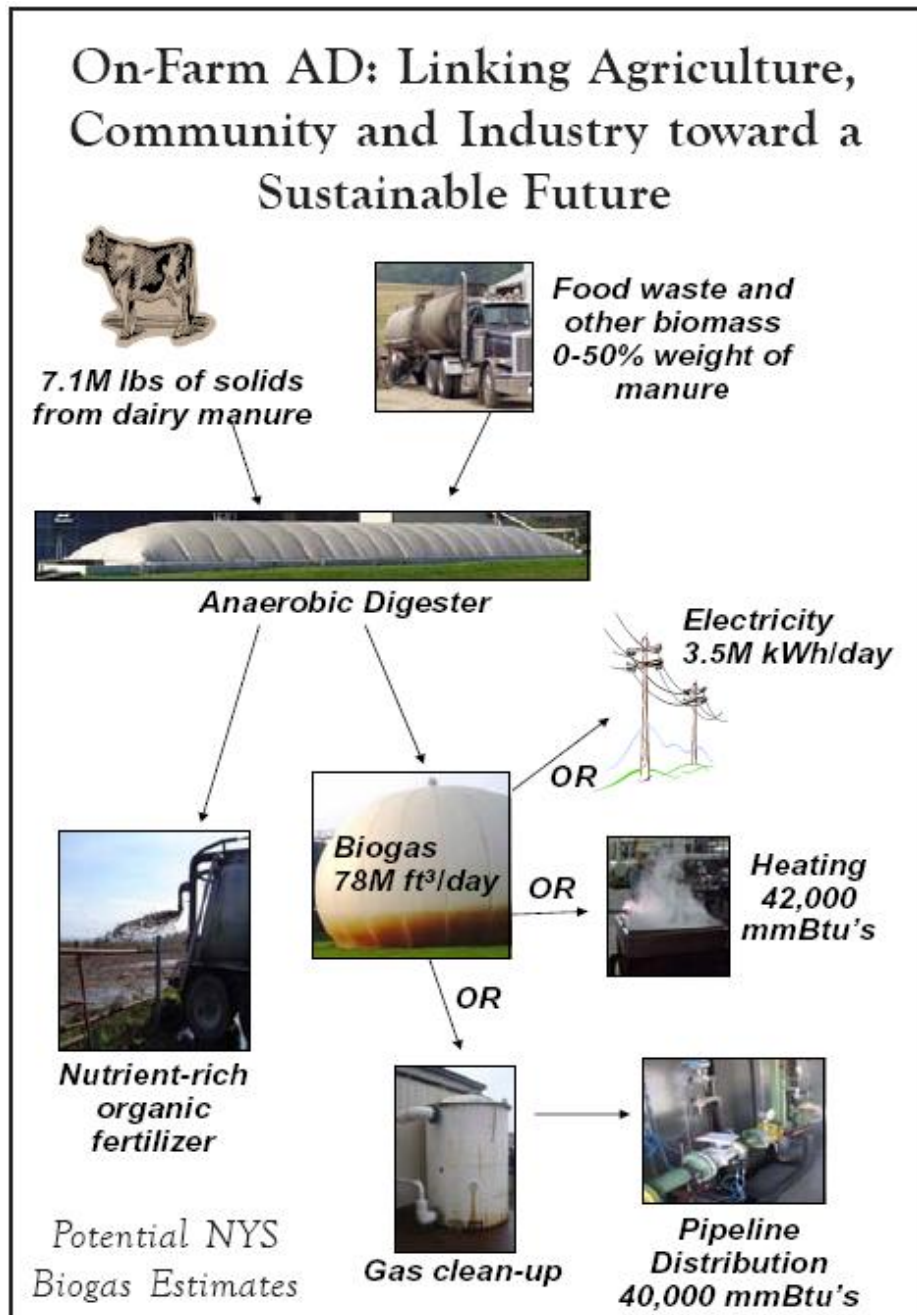 On-Farm AD: Linking Agriculture,
Community and Industry toward a
Sustainable Future
7.1M lbs of solids
from dairy manure
Food waste and
other biomass
0-50% weight of
manure
Anaerobic Digester
Electricity
3.5M kWh/day
OR
Biogas
78M ft³/day
OR
Heating
42,000
mmBtu's
OR
Nutrient-rich
organic
fertilizer
Gas clean-up
Pipeline
Distribution
40,000 mmBtu's
Potential NYS
Biogas Estimates